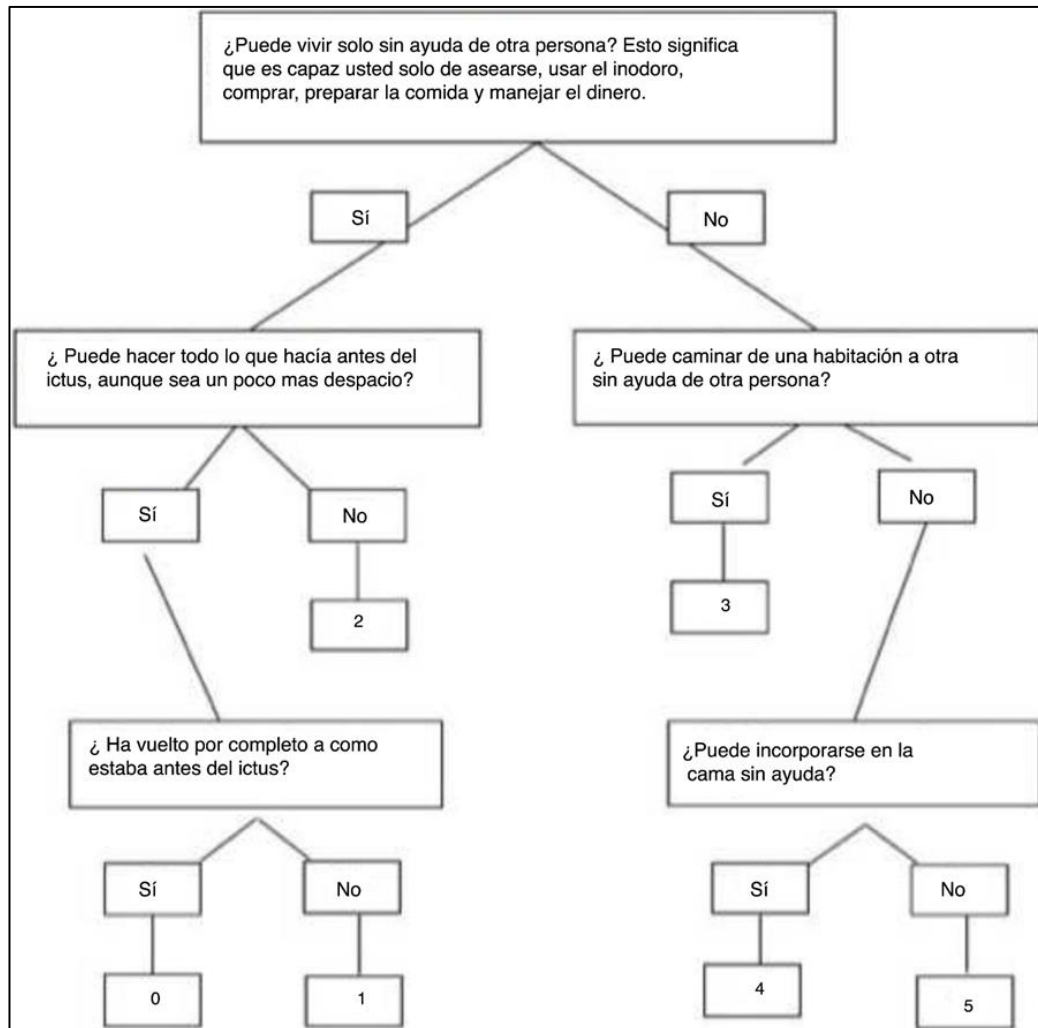 ¿Puede vivir solo sin ayuda de otra persona? Esto significa
que es capaz usted solo de asearse, usar el inodoro,
comprar, preparar la comida y manejar el dinero.
Sí
No
¿ Puede hacer todo lo que hacía antes del
ictus, aunque sea un poco mas despacio?
¿ Puede caminar de una habitación a otra
sin ayuda de otra persona?
Sí
No
Sí
No
2
3
¿ Ha vuelto por completo a como
estaba antes del ictus?
¿Puede incorporarse en la
cama sin ayuda?
Sí
No
Sí
No
0
1
4
5